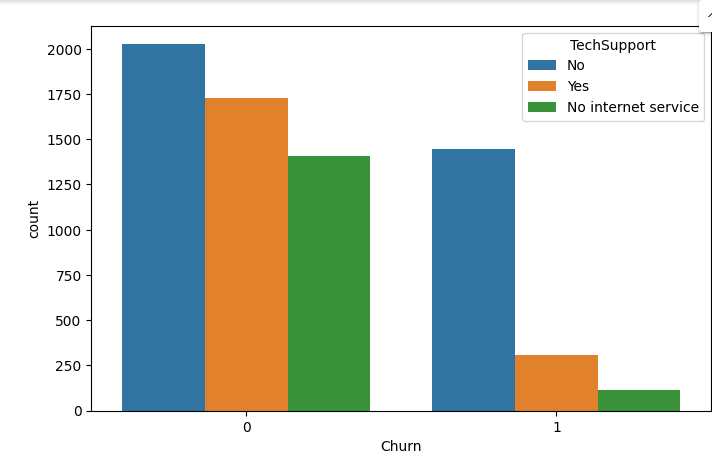 TechSupport
No
Yes
No internet service
2000
1750
1500
1250
1000
750
500
250
0
count
0 1
Churn